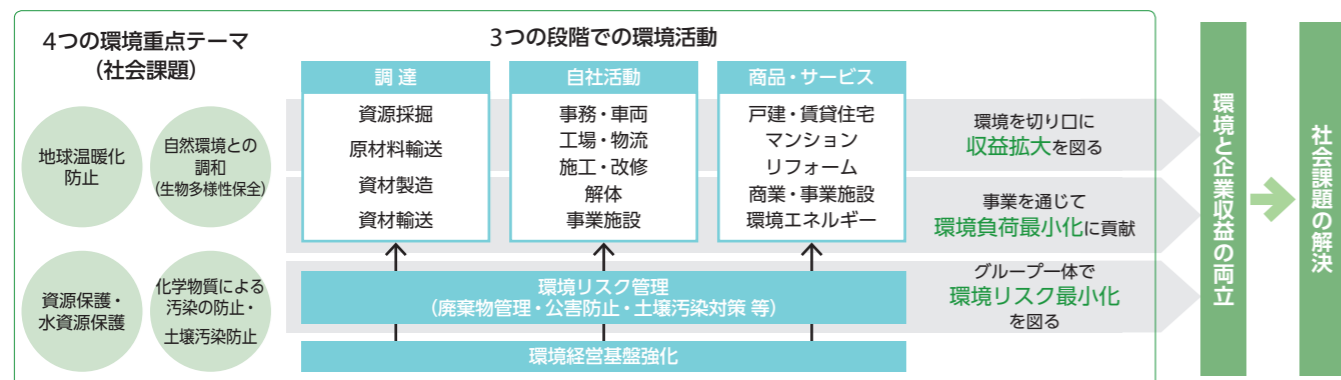 4つの環境重点テーマ
（社会課題）
地球温暖化
防止
自然環境との
調和
（生物多様性保全）
資源保護・
水資源保護
化学物質による
汚染の防止・
土壌汚染防止
3つの段階での環境活動
調達
資源採掘
原材料輸送
資材製造
資材輸送
自社活動
事務・車両
工場・物流
施工・改修
解体
事業施設
商品・サービス
戸建・賃貸住宅
マンション
リフォーム
商業・事業施設
環境エネルギー
環境リスク管理
（廃棄物管理・公害防止・土壌汚染対策 等）
環境経営基盤強化
環境を切り口に
収益拡大を図る
事業を通じて
環境負荷最小化に貢献
グループ一体で
環境リスク最小化
を図る
環境と企業収益の両立
社会課題の解決